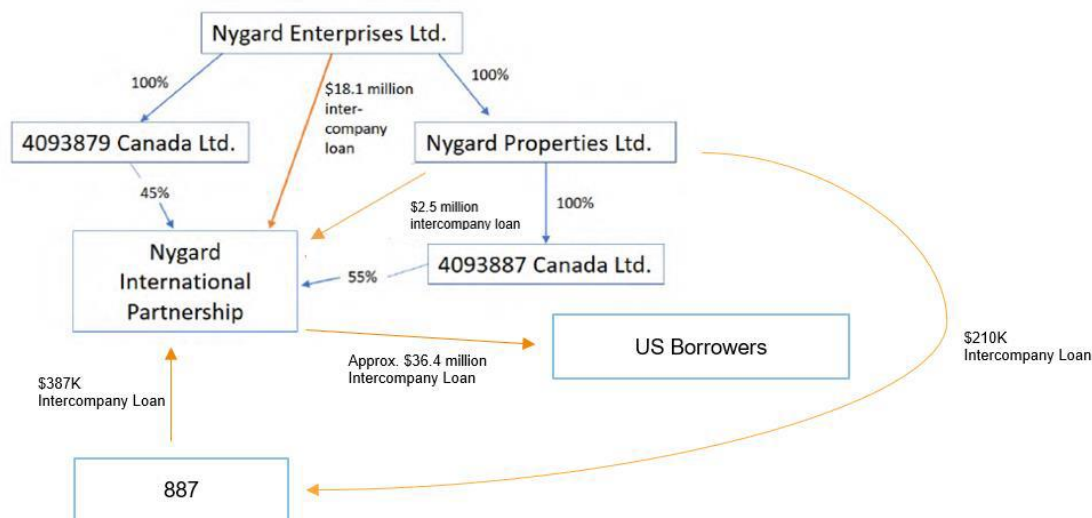 Nygard Enterprises Ltd.
100%
$18.1 million
inter-
company
loan
100%
4093879 Canada Ltd.
Nygard Properties Ltd.
45%
$2.5 million
intercompany loan
100%
Nygard
International
Partnership
55%
4093887 Canada Ltd.
$387K
Intercompany Loan
Approx. $36.4 million
Intercompany Loan
US Borrowers
$210K
Intercompany Loan
887